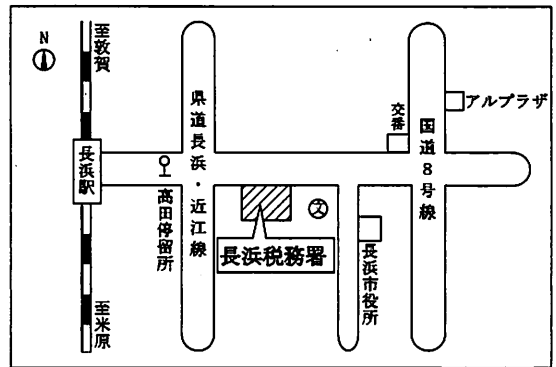 N
至敦賀
長浜駅
至米原
高田停留所
県道長浜・近江線
長浜税務署
文
長浜市役所
交番
国道8号線
アルプラザ